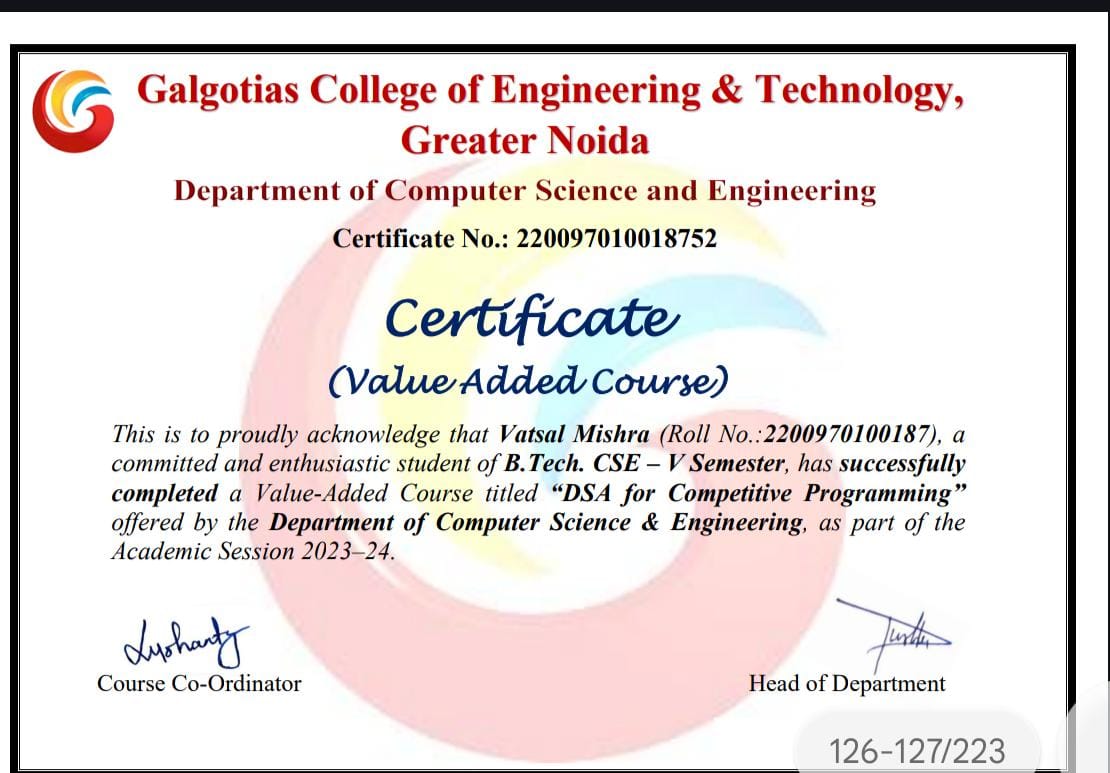 Galgotias College of Engineering & Technology,
Greater Noida
Department of Computer Science and Engineering
Certificate No.: 220097010018752
Certificate
(Value Added Course)
This is to proudly acknowledge that Vatsal Mishra (Roll No.:2200970100187), a
committed and enthusiastic student of B.Tech. CSE – V Semester, has successfully
completed a Value-Added Course titled “DSA for Competitive Programming”
offered by the Department of Computer Science & Engineering, as part of the
Academic Session 2023–24.
Course Co-Ordinator
Head of Department
126-127/223